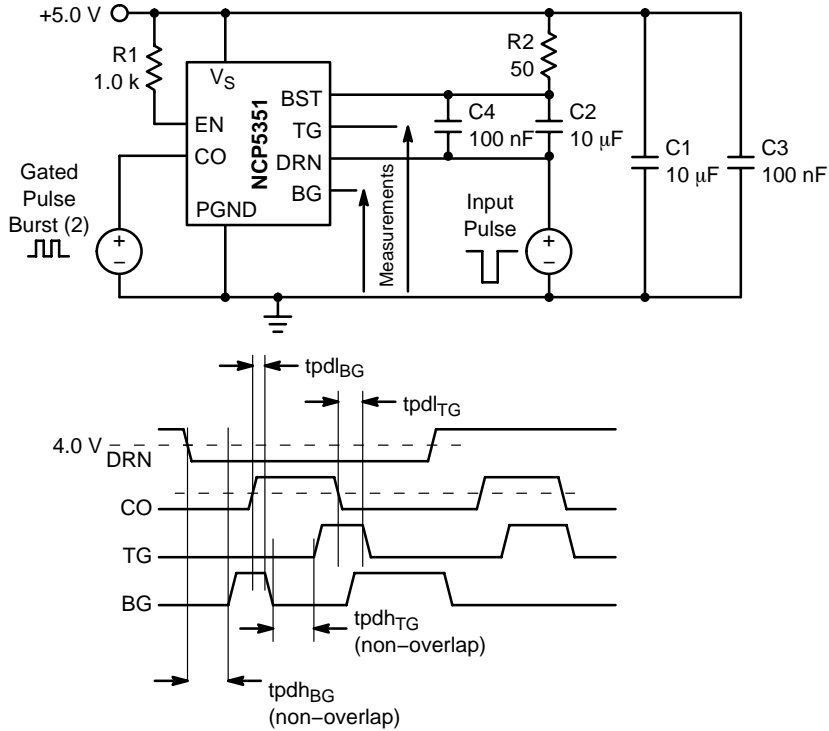 +5.0 V
R1
1.0 k
VS
EN
CO
PGND
NCP5351
BST
TG
DRN
BG
R2
50
C4
100 nF
C2
10 μF
C1
10 μF
C3
100 nF
Gated
Pulse
Burst (2)
+
−
Measurements
Input
Pulse
+
−
tpdlBG
tpdlTG
4.0 V
DRN
CO
TG
BG
tpdhTG
(non−overlap)
tpdhBG
(non−overlap)